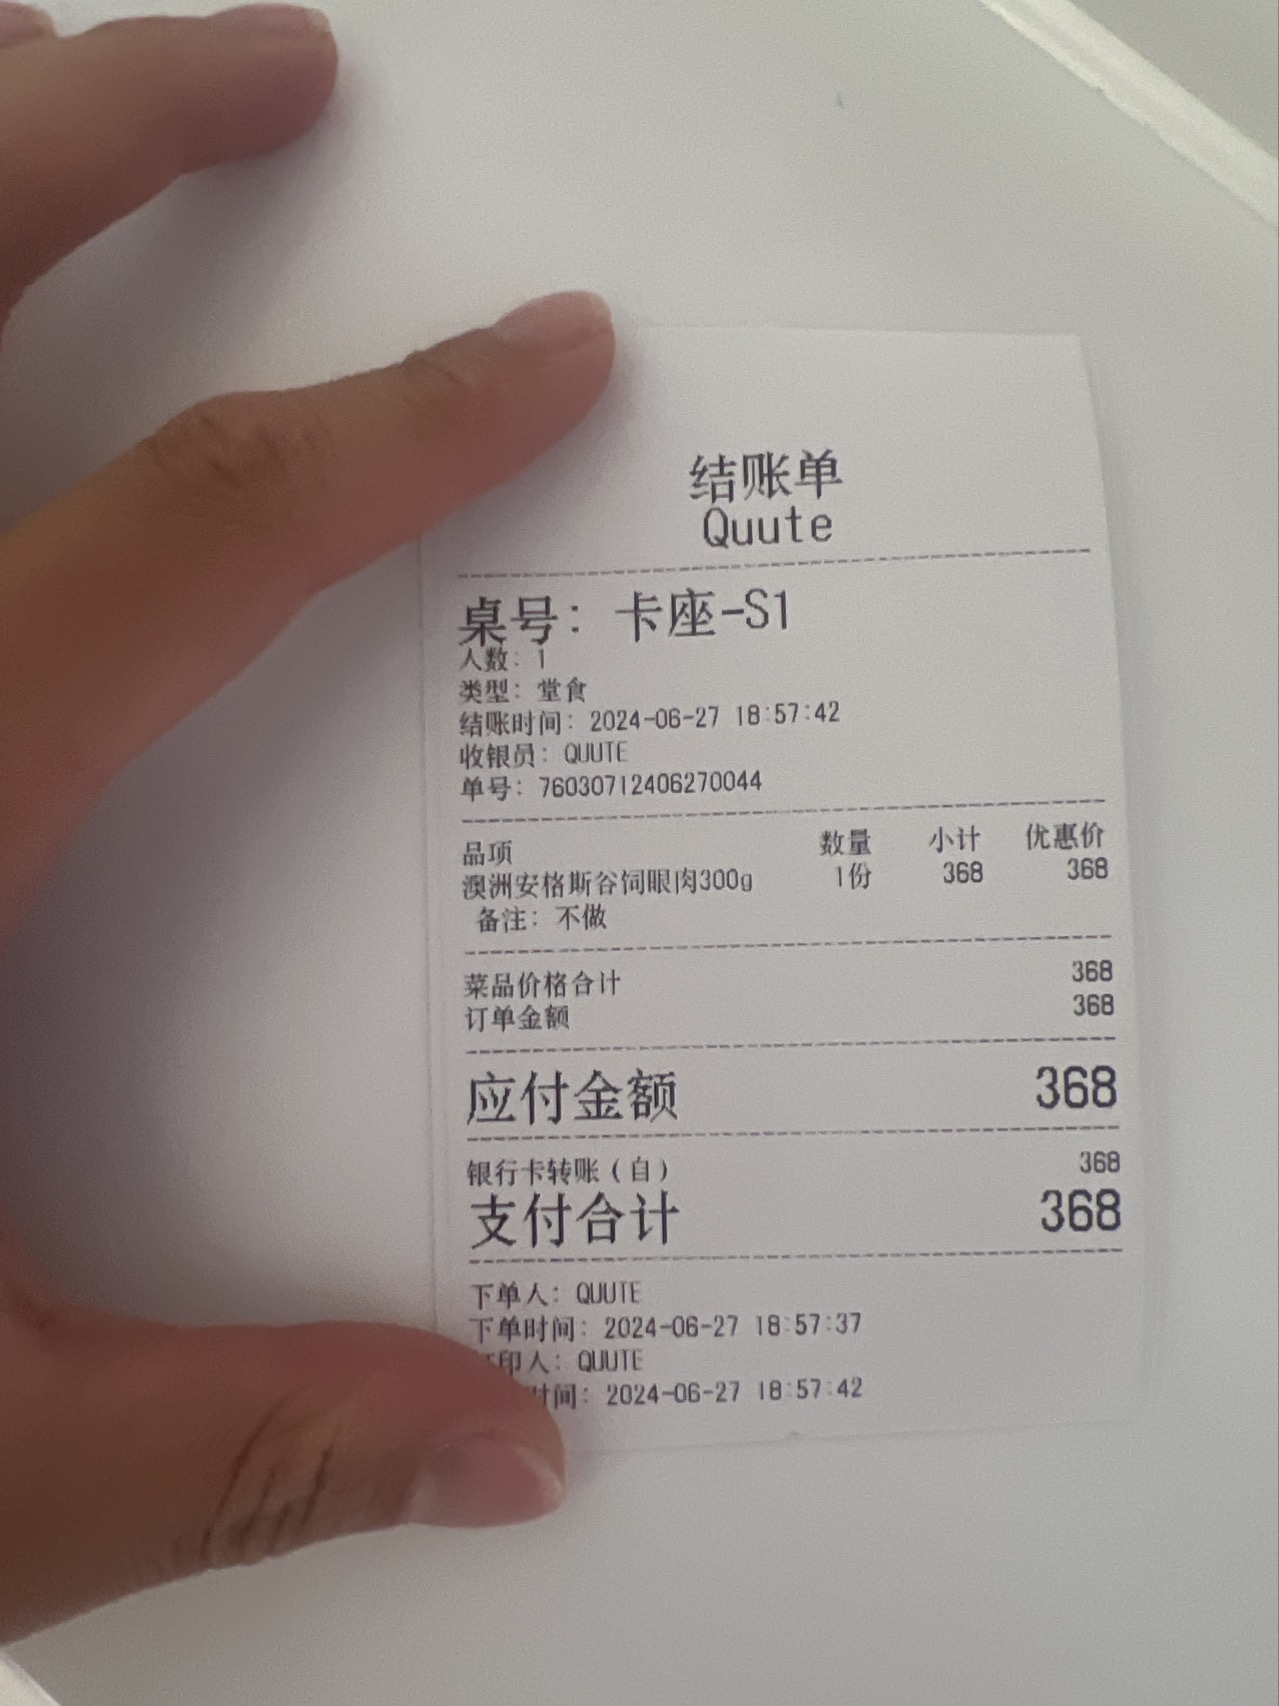 结账单
Quute
桌号: 卡座-S1
人数: 1
类型: 堂食
结账时间: 2024-06-27 18:57:42
收银员: QUUTE
单号: 76030712406270044
品项 数量 小计 优惠价
澳洲安格斯谷饲眼肉300g 1份 368 368
备注: 不做
菜品价格合计 368
订单金额 368
应付金额 368
银行卡转账(自) 368
支付合计 368
下单人: QUUTE
下单时间: 2024-06-27 18:57:37
印人: QUUTE
时间: 2024-06-27 18:57:42